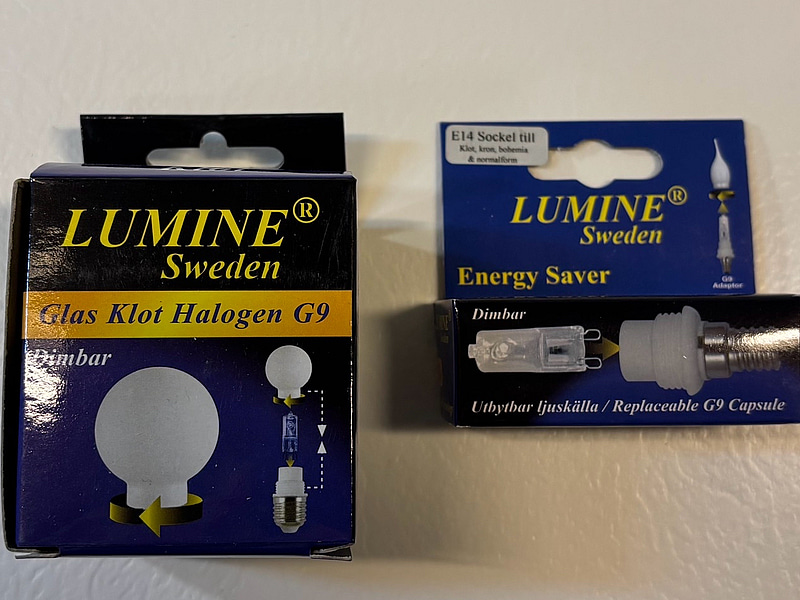 LUMINE®
Sweden
Glas Klot Halogen G9
Dimbar
E14 Sockel till
Klot, kron, bohemia
& normalform
LUMINE®
Sweden
Energy Saver
G9
Adaptor
Dimbar
Utbytbar ljuskälla / Replaceable G9 Capsule